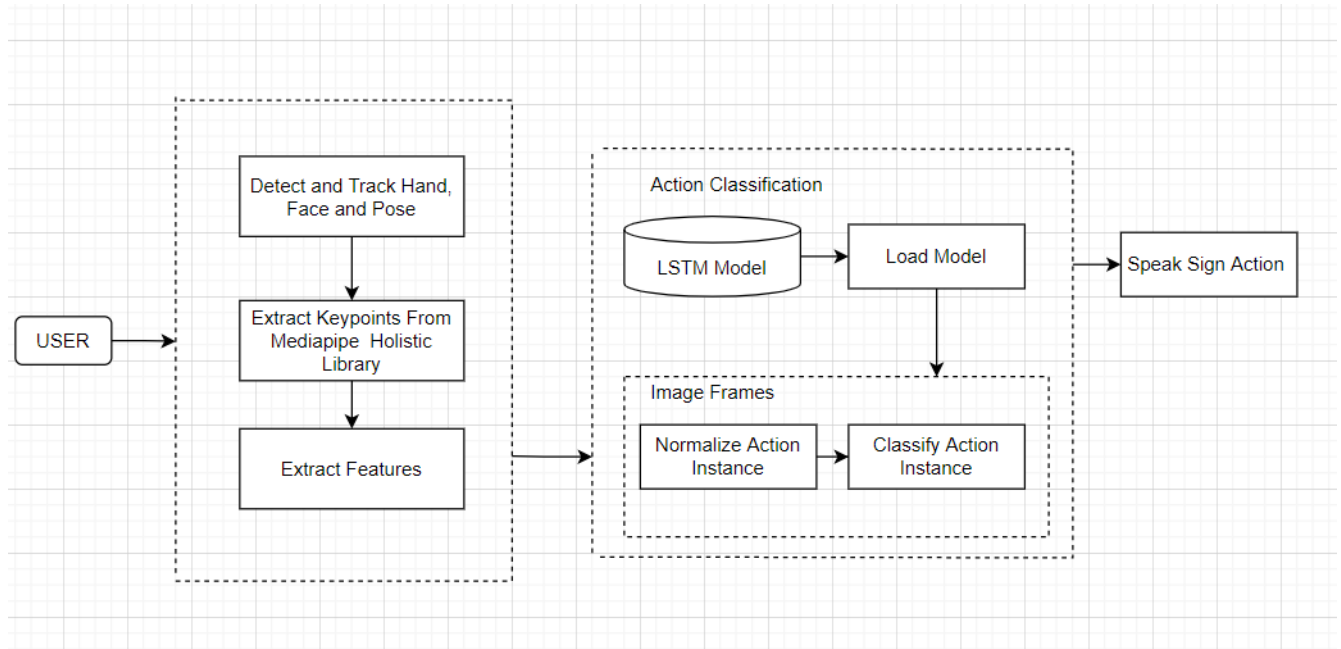 USER
Detect and Track Hand,
Face and Pose
Extract Keypoints From
Mediapipe Holistic
Library
Extract Features
Action Classification
LSTM Model
Load Model
Image Frames
Normalize Action
Instance
Classify Action
Instance
Speak Sign Action